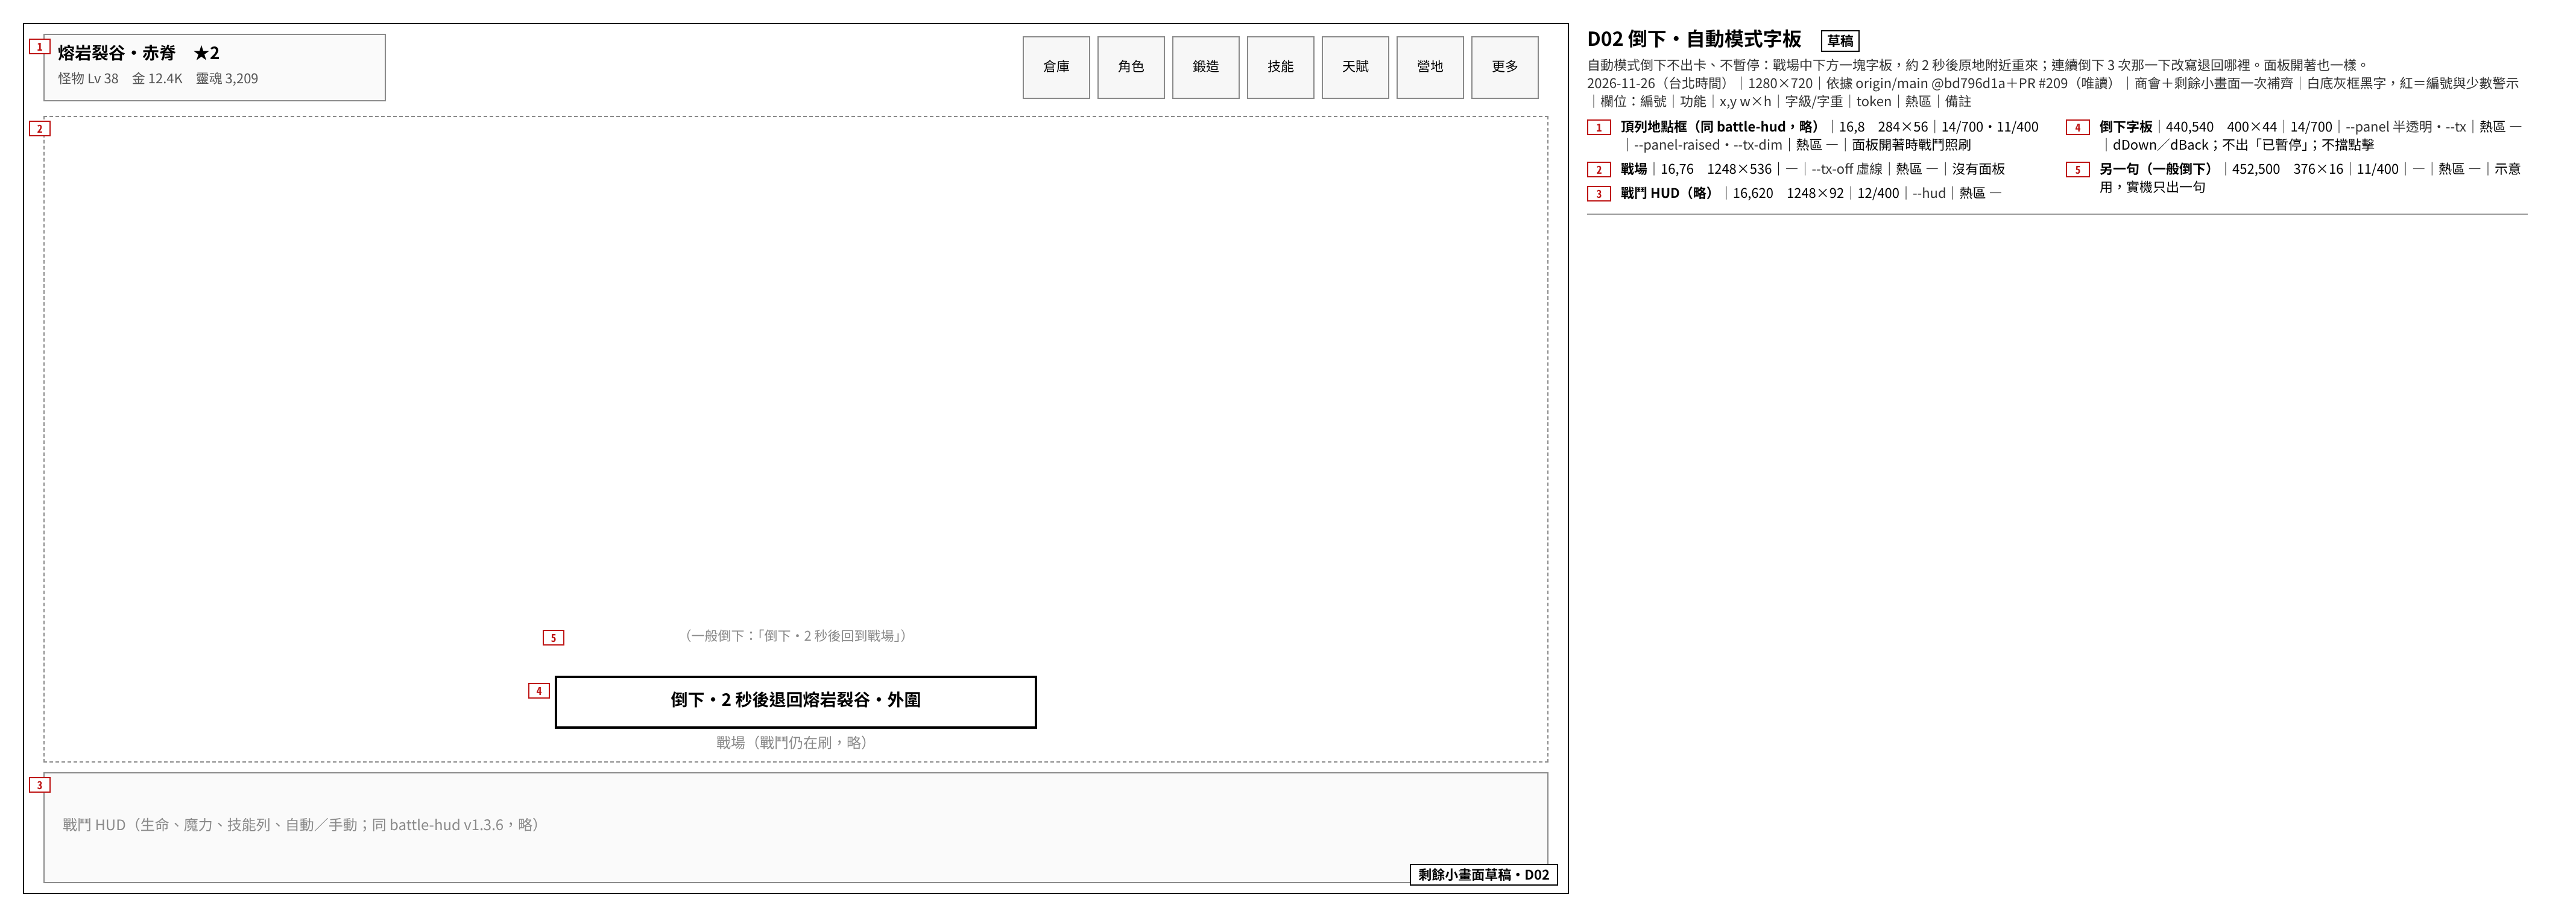 1
熔岩裂谷・赤脊　★2
怪物 Lv 38　金 12.4K　靈魂 3,209
倉庫
角色
鍛造
技能
天賦
營地
更多
2
5
（一般倒下：「倒下・2 秒後回到戰場」）
4
倒下・2 秒後退回熔岩裂谷・外圍
戰場（戰鬥仍在刷，略）
3
戰鬥 HUD（生命、魔力、技能列、自動／手動；同 battle-hud v1.3.6，略）
剩餘小畫面草稿・D02
D02 倒下・自動模式字板　草稿
自動模式倒下不出卡、不暫停：戰場中下方一塊字板，約 2 秒後原地附近重來；連續倒下 3 次那一下改寫退回哪裡。面板開著也一樣。
2026-11-26（台北時間）｜1280×720｜依據 origin/main @bd796d1a＋PR #209（唯讀）｜商會＋剩餘小畫面一次補齊｜白底灰框黑字，紅＝編號與少數警示
｜欄位：編號｜功能｜x,y w×h｜字級/字重｜token｜熱區｜備註
1　頂列地點框（同 battle-hud，略）｜16,8　284×56｜14/700・11/400
｜--panel-raised・--tx-dim｜熱區 —｜面板開著時戰鬥照刷
2　戰場｜16,76　1248×536｜—｜--tx-off 虛線｜熱區 —｜沒有面板
3　戰鬥 HUD（略）｜16,620　1248×92｜12/400｜--hud｜熱區 —
4　倒下字板｜440,540　400×44｜14/700｜--panel 半透明・--tx｜熱區 —
｜dDown／dBack；不出「已暫停」；不擋點擊
5　另一句（一般倒下）｜452,500　376×16｜11/400｜—｜熱區 —｜示意
用，實機只出一句